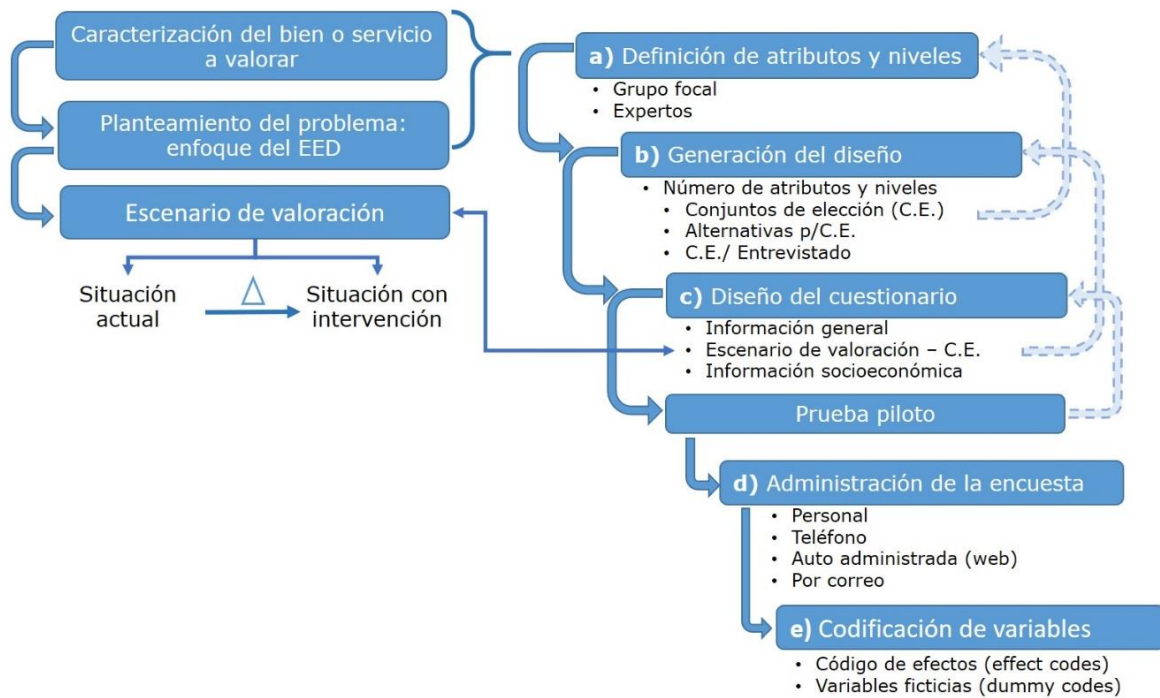 Caracterización del bien o servicio
a valorar
Planteamiento del problema:
enfoque del EED
Escenario de valoración
Situación
actual
Δ
Situación con
intervención
a) Definición de atributos y niveles
• Grupo focal
• Expertos
b) Generación del diseño
• Número de atributos y niveles
• Conjuntos de elección (C.E.)
• Alternativas p/C.E.
• C.E./ Entrevistado
c) Diseño del cuestionario
• Información general
• Escenario de valoración – C.E.
• Información socioeconómica
Prueba piloto
d) Administración de la encuesta
• Personal
• Teléfono
• Auto administrada (web)
• Por correo
e) Codificación de variables
• Código de efectos (effect codes)
• Variables ficticias (dummy codes)